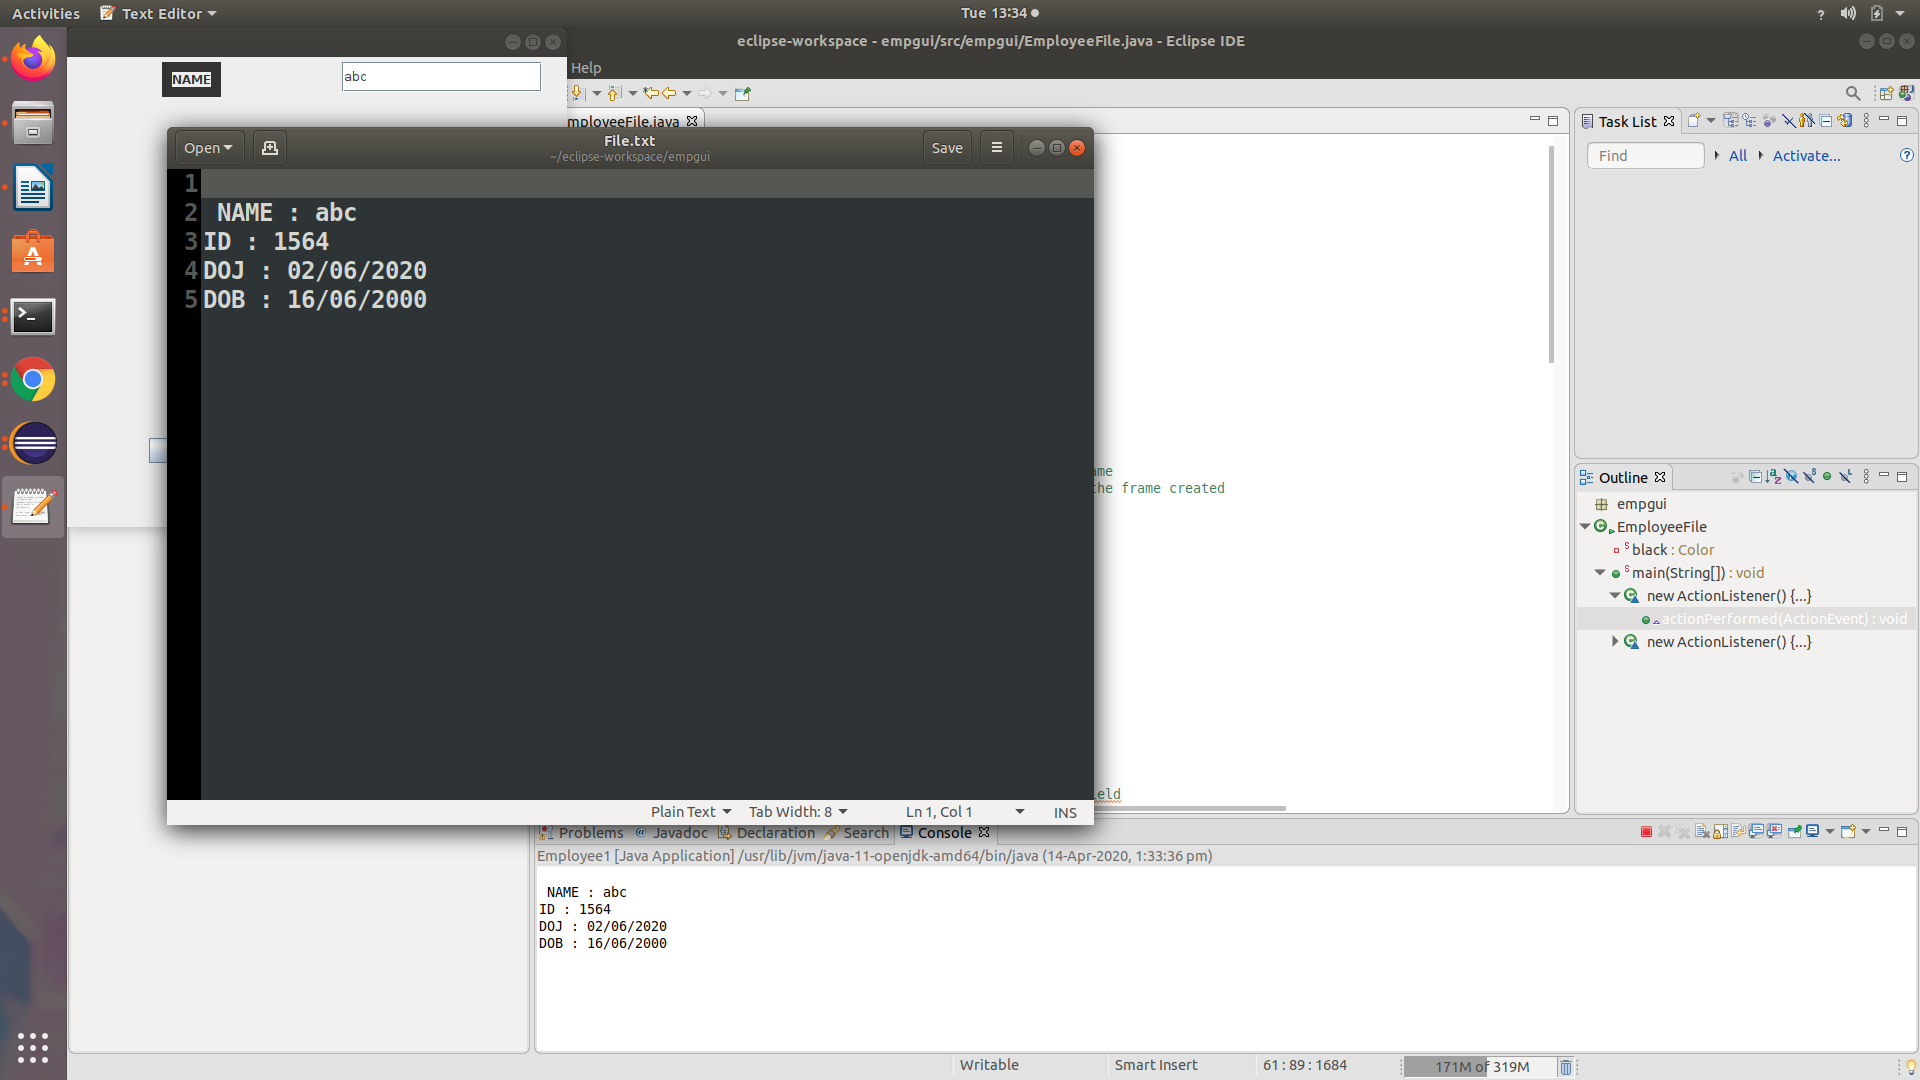 Activities Text Editor Tue 13:34
eclipse-workspace - empgui/src/empgui/EmployeeFile.java - Eclipse IDE
Help
NAME abc
mployeeFile.java
Open File.txt Save
~/eclipse-workspace/empgui
1
2 NAME : abc
3 ID : 1564
4 DOJ : 02/06/2020
5 DOB : 16/06/2000
Plain Text Tab Width: 8 Ln 1, Col 1 INS
ame
the frame created
ield
Task List
Find All Activate...
Outline
empgui
EmployeeFile
black : Color
main(String[]) : void
new ActionListener() {...}
actionPerformed(ActionEvent) : void
new ActionListener() {...}
Problems @ Javadoc Declaration Search Console
Employee1 [Java Application] /usr/lib/jvm/java-11-openjdk-amd64/bin/java (14-Apr-2020, 1:33:36 pm)
NAME : abc
ID : 1564
DOJ : 02/06/2020
DOB : 16/06/2000
Writable Smart Insert 61 : 89 : 1684 171M of 319M